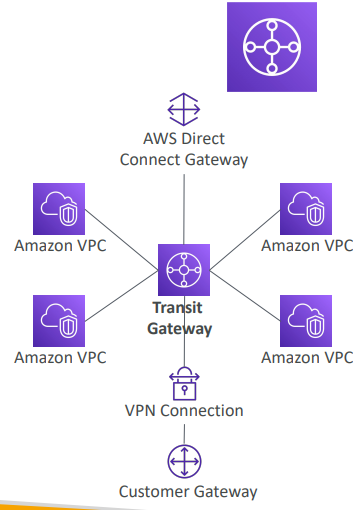 AWS Direct
Connect Gateway
Amazon VPC
Amazon VPC
Transit
Gateway
Amazon VPC
Amazon VPC
VPN Connection
Customer Gateway